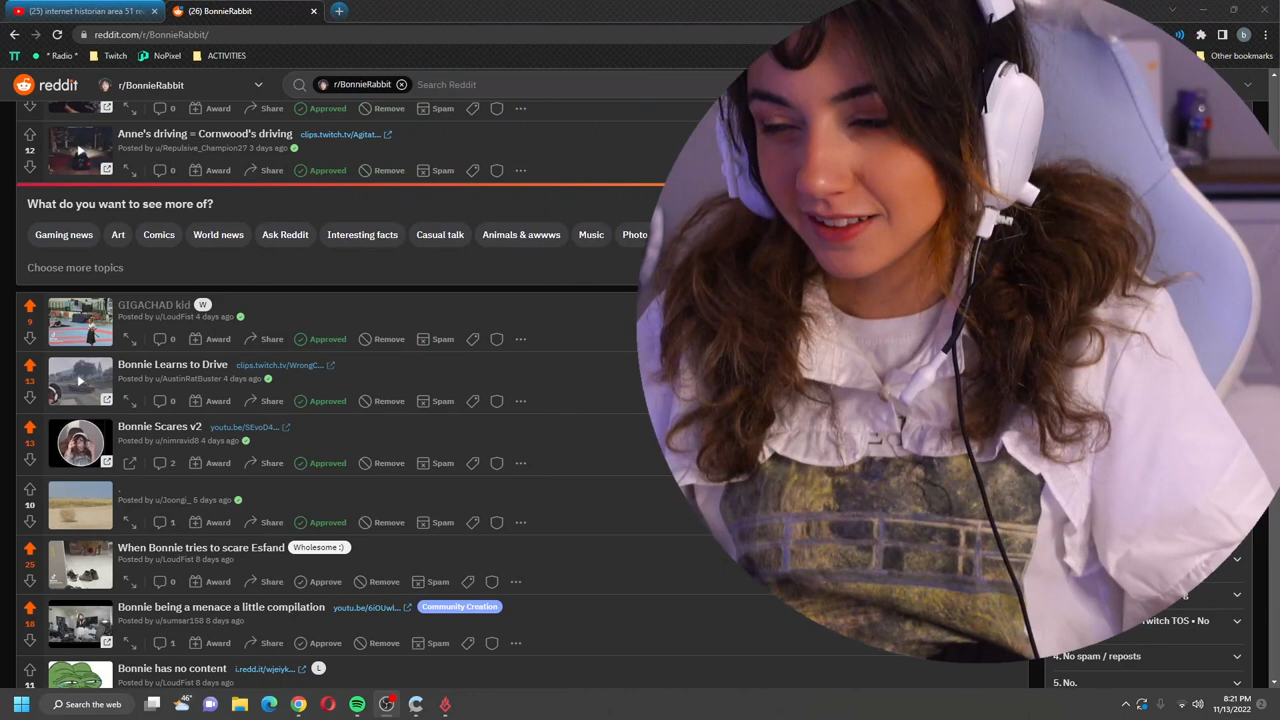 (25) internet historian area 51 rs
(26) BonnieRabbit
reddit.com/r/BonnieRabbit/
b
TT * Radio * Twitch NoPixel ACTIVITIES Other bookmarks
reddit r/BonnieRabbit r/BonnieRabbit Search Reddit
0 Award Share Approved Remove Spam
12 Anne's driving = Cornwood's driving clips.twitch.tv/Agitat...
Posted by u/Repulsive_Champion27 3 days ago
0 Award Share Approved Remove Spam
What do you want to see more of?
Gaming news Art Comics World news Ask Reddit Interesting facts Casual talk Animals & awwws Music Photo
Choose more topics
GIGACHAD kid W
9 Posted by u/LoudFist 4 days ago
0 Award Share Approved Remove Spam
Bonnie Learns to Drive clips.twitch.tv/WrongC...
13 Posted by u/AustinRatBuster 4 days ago
0 Award Share Approved Remove Spam
Bonnie Scares v2 youtu.be/SEvoD4...
13 Posted by u/nimravid8 4 days ago
2 Award Share Approved Remove Spam
.
10 Posted by u/Joongi_ 5 days ago
1 Award Share Approved Remove Spam
When Bonnie tries to scare Esfand Wholesome :)
25 Posted by u/LoudFist 8 days ago
0 Award Share Approve Remove Spam
Bonnie being a menace a little compilation youtu.be/6iOUwl... Community Creation
18 Posted by u/sumsar158 8 days ago
1 Award Share Approve Remove Spam
Bonnie has no content i.redd.it/wjeiyk... L
11
Twitch TOS • No
4. No spam / reposts
5. No.
Search the web 46° 8:21 PM
11/13/2022 2